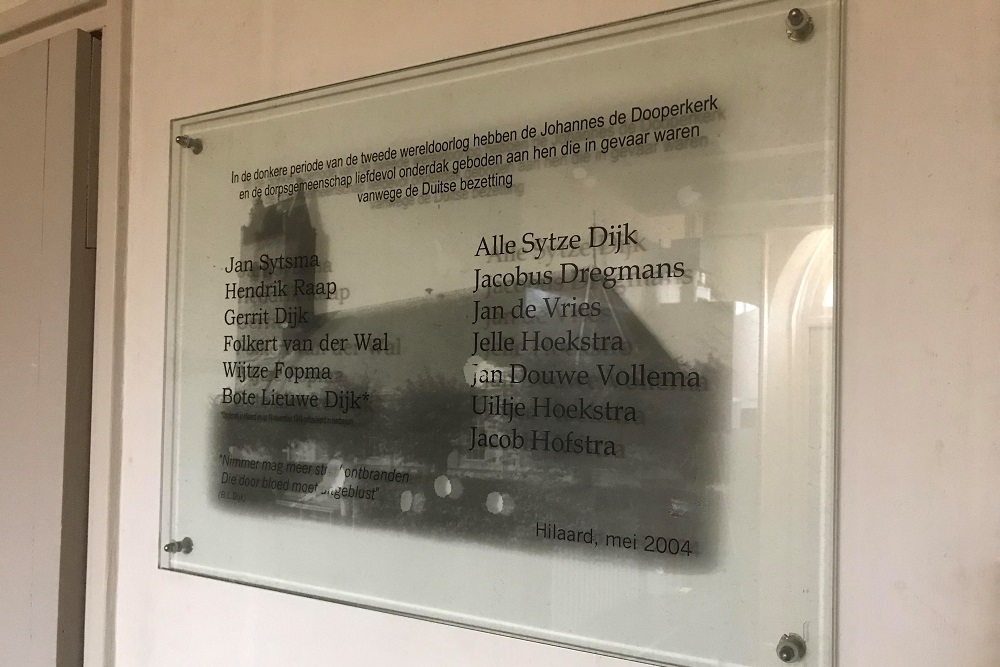 In de donkere periode van de tweede wereldoorlog hebben de Johannes de Dooperkerk
en de dorpsgemeenschap liefdevol onderdak geboden aan hen die in gevaar waren
vanwege de Duitse bezetting
Jan Sytsma
Hendrik Raap
Gerrit Dijk
Folkert van der Wal
Wijtze Fopma
Bote Lieuwe Dijk*
Alle Sytze Dijk
Jacobus Dregmans
Jan de Vries
Jelle Hoekstra
Jan Douwe Vollema
Uiltje Hoekstra
Jacob Hofstra
"Nimmer mag meer ontbranden
Die door bloed moet
Hilaard, mei 2004